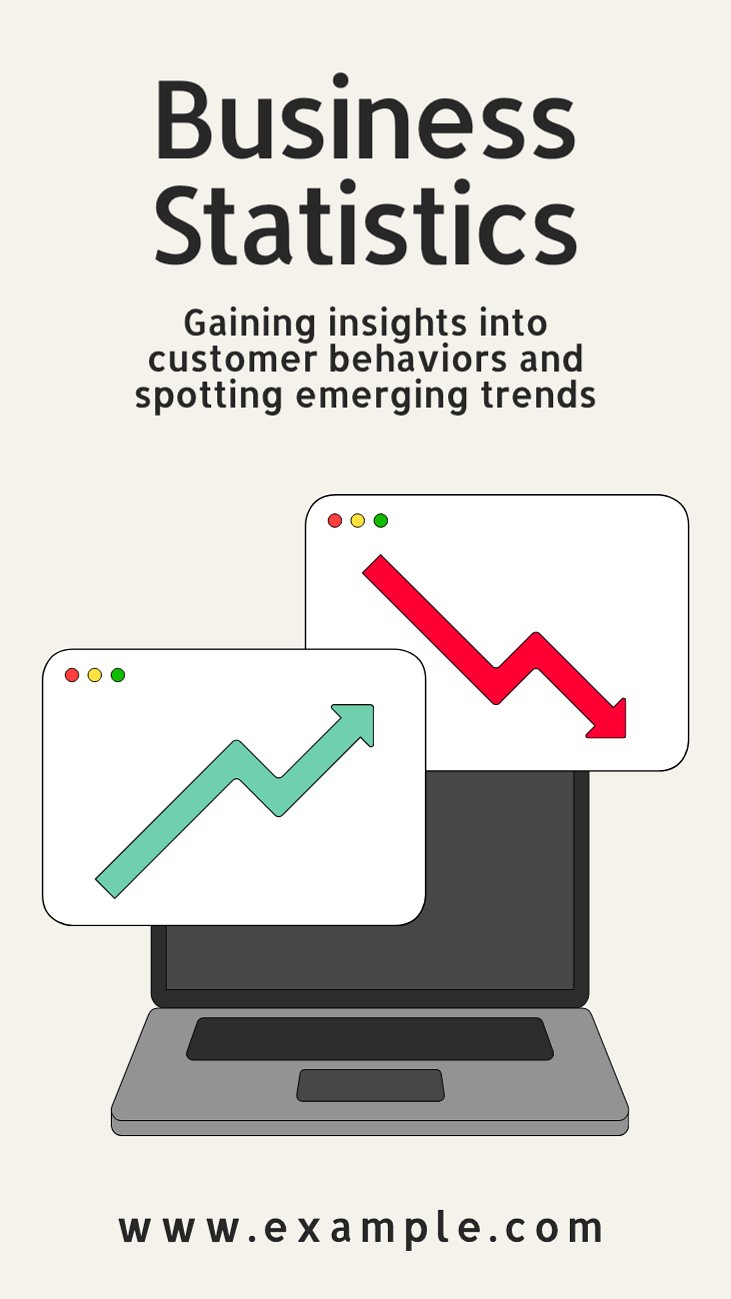 Business
Statistics
Gaining insights into
customer behaviors and
spotting emerging trends
www.example.com